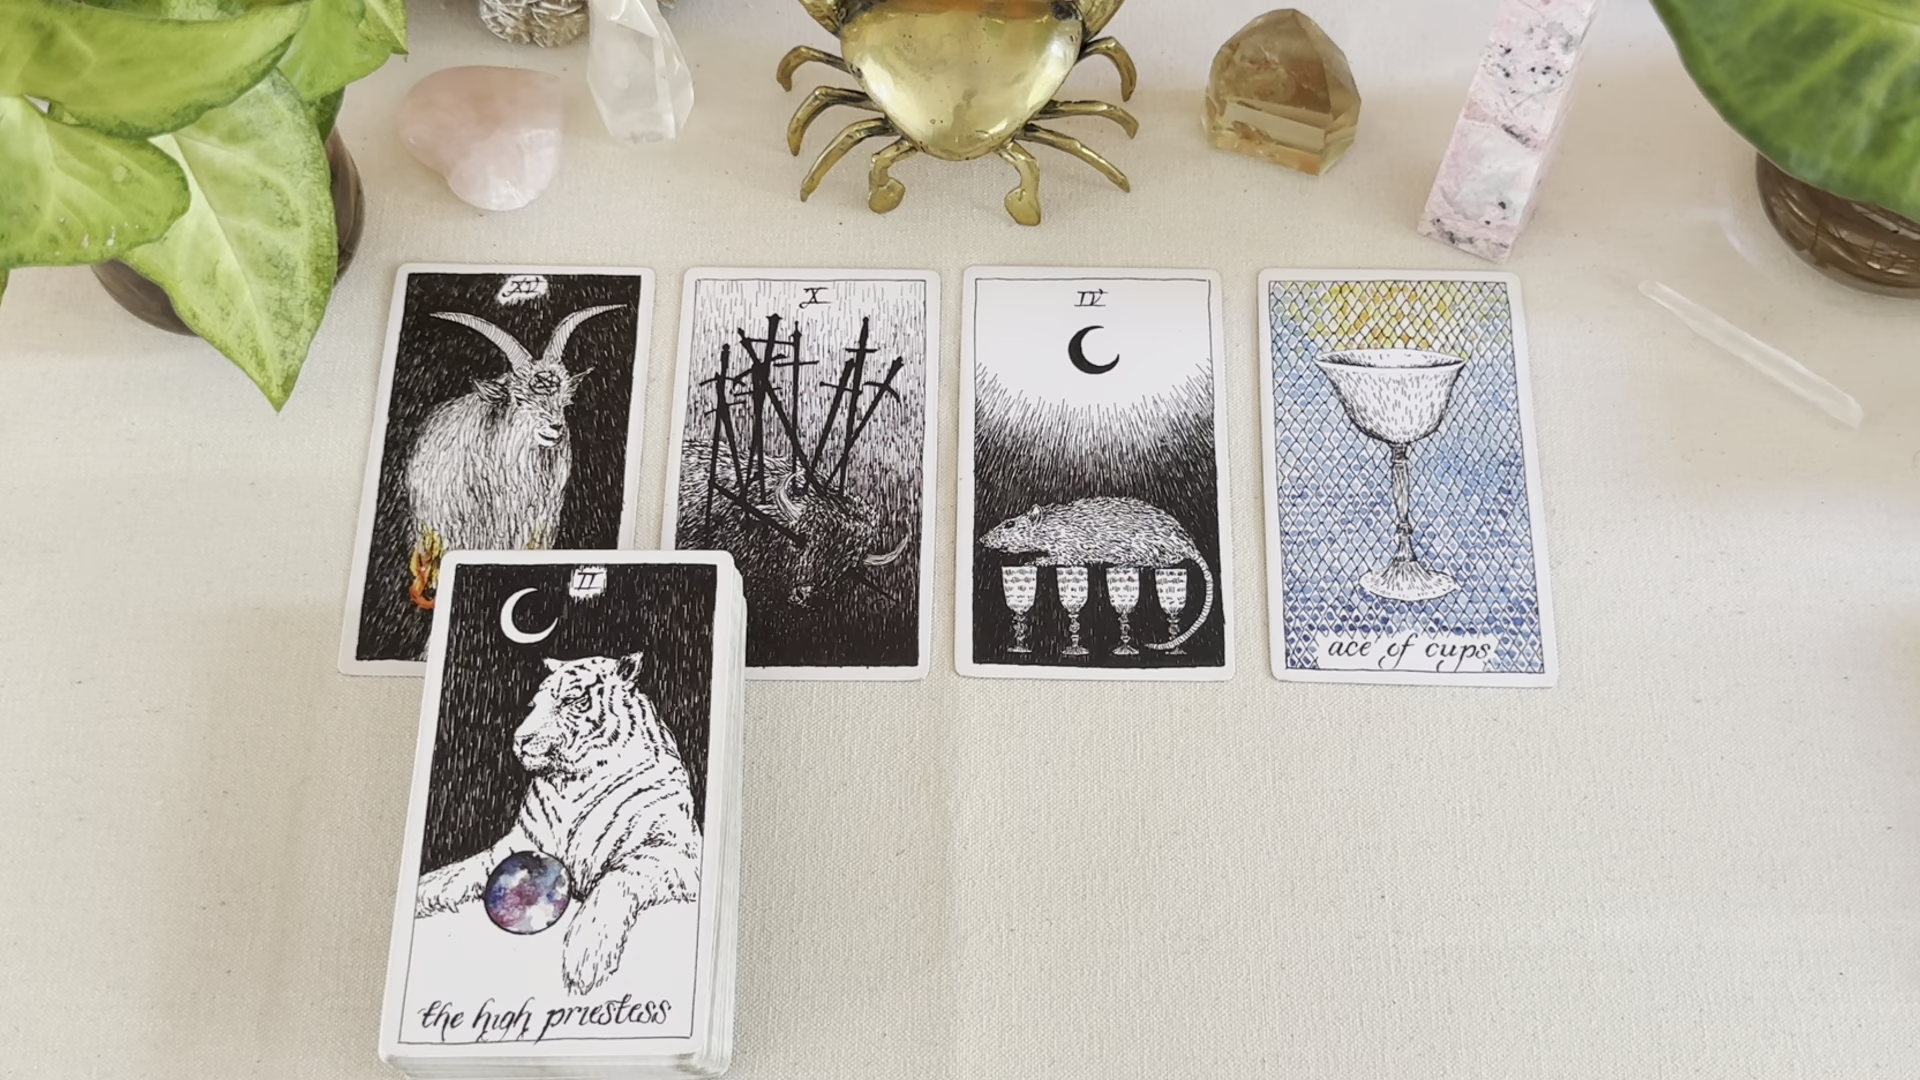 XV
X
IV
ace of cups
II
the high priestess